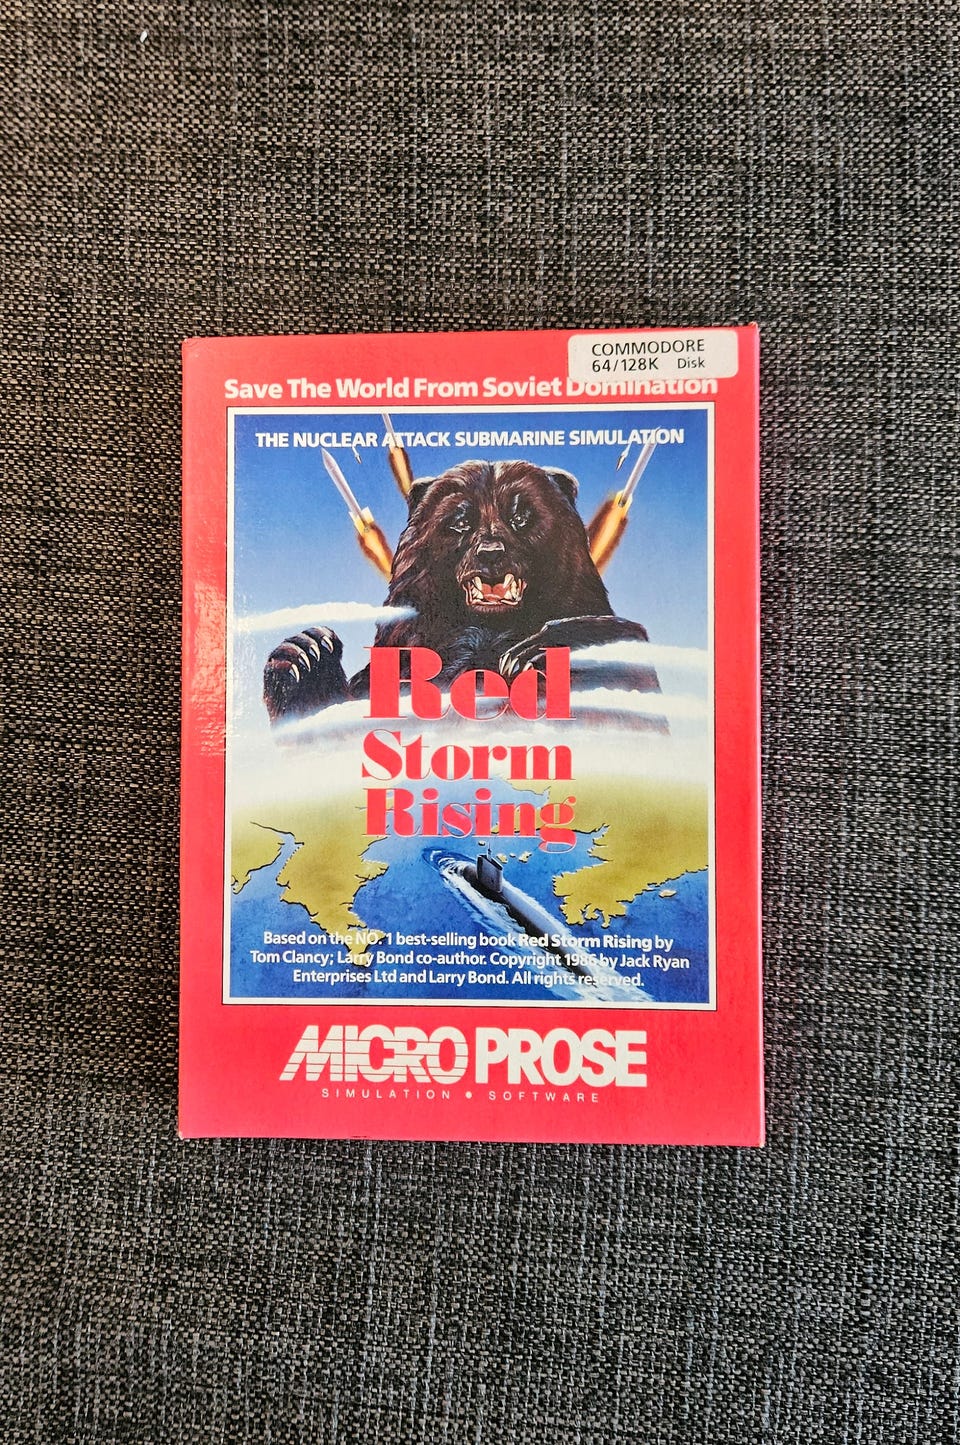 COMMODORE
64/128K Disk
Save The World From Soviet Domination
THE NUCLEAR ATTACK SUBMARINE SIMULATION
Red
Storm
Rising
Based on the NO. 1 best-selling book Red Storm Rising by
Tom Clancy; Larry Bond co-author. Copyright 1986 by Jack Ryan
Enterprises Ltd and Larry Bond. All rights reserved.
MICROPROSE
SIMULATION • SOFTWARE